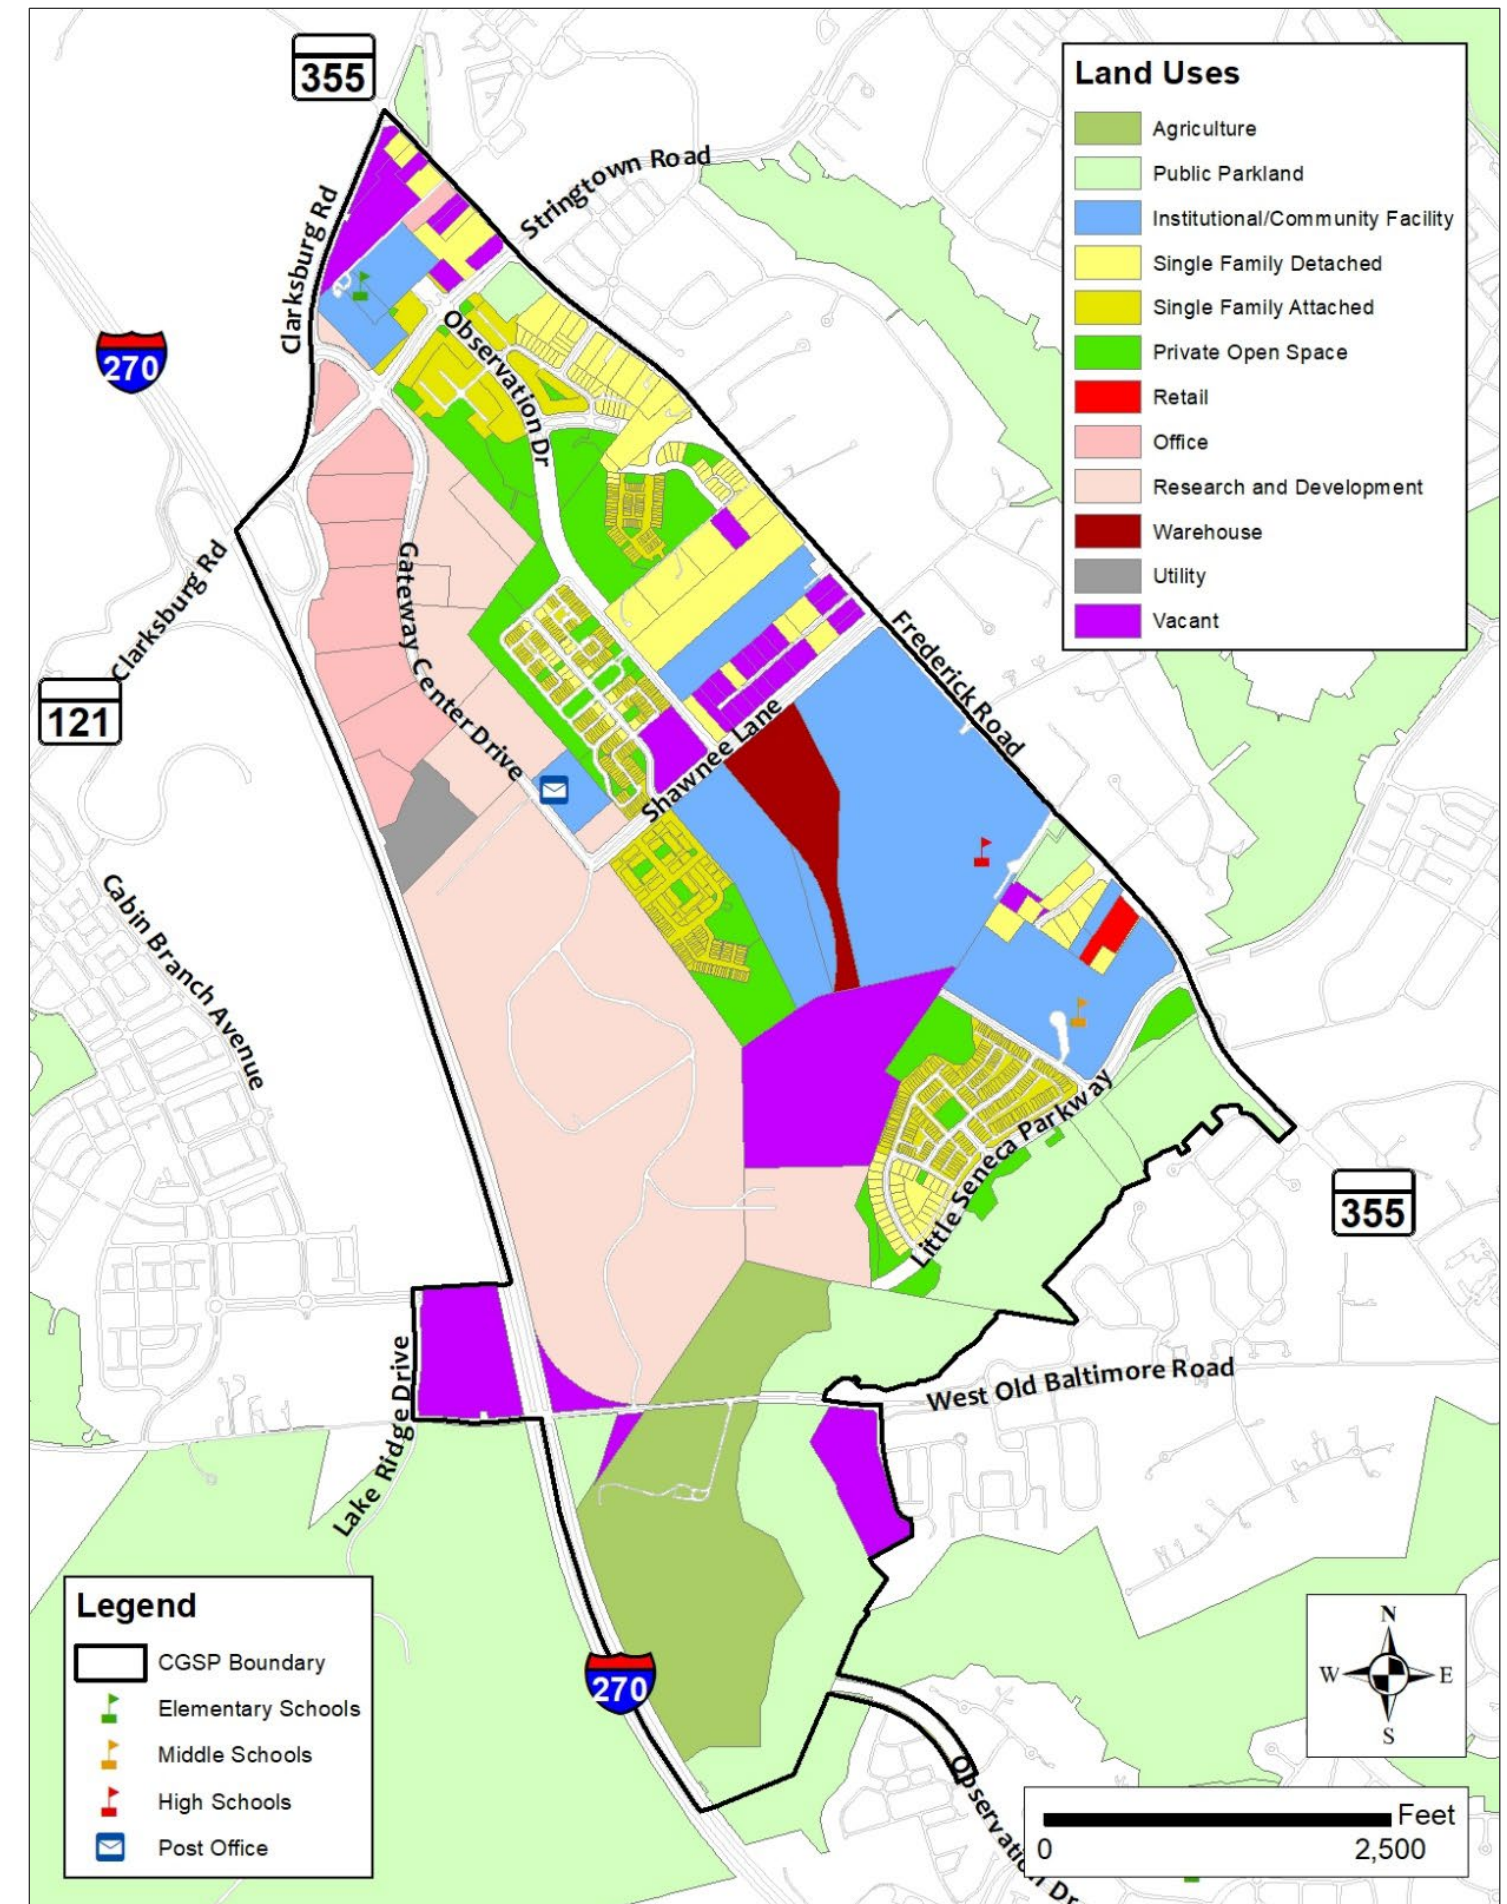 355
Land Uses
Agriculture
Public Parkland
Institutional/Community Facility
Single Family Detached
Single Family Attached
Private Open Space
Retail
Office
Research and Development
Warehouse
Utility
Vacant
Stringtown Road
Clarksburg Rd
270
Observation Dr
Gateway Center Drive
Clarksburg Rd
121
Frederick Road
Shawnee Lane
Cabin Branch Avenue
Little Seneca Parkway
355
West Old Baltimore Road
Lake Ridge Drive
Legend
CGSP Boundary
Elementary Schools
Middle Schools
High Schools
Post Office
270
N
W
E
S
Observation Dr
Feet
0
2,500